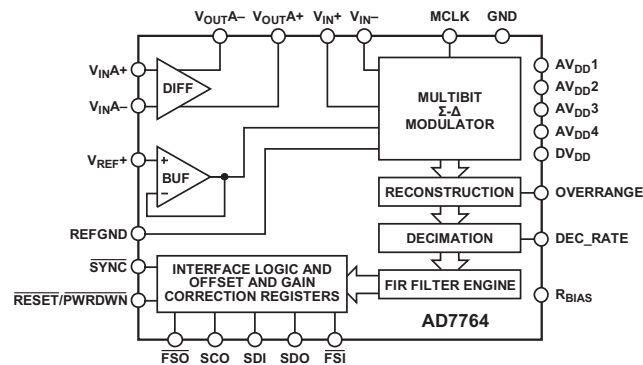 VOUTA– VOUTA+ VIN+ VIN– MCLK GND
VINA+
VINA–
DIFF
VREF+
+
–
BUF
REFGND
SYNC
RESET/PWRDWN
MULTIBIT
Σ-Δ
MODULATOR
RECONSTRUCTION
DECIMATION
FIR FILTER ENGINE
INTERFACE LOGIC AND
OFFSET AND GAIN
CORRECTION REGISTERS
AVDD1
AVDD2
AVDD3
AVDD4
DVDD
OVERRANGE
DEC_RATE
RBIAS
AD7764
FSO SCO SDI SDO FSI